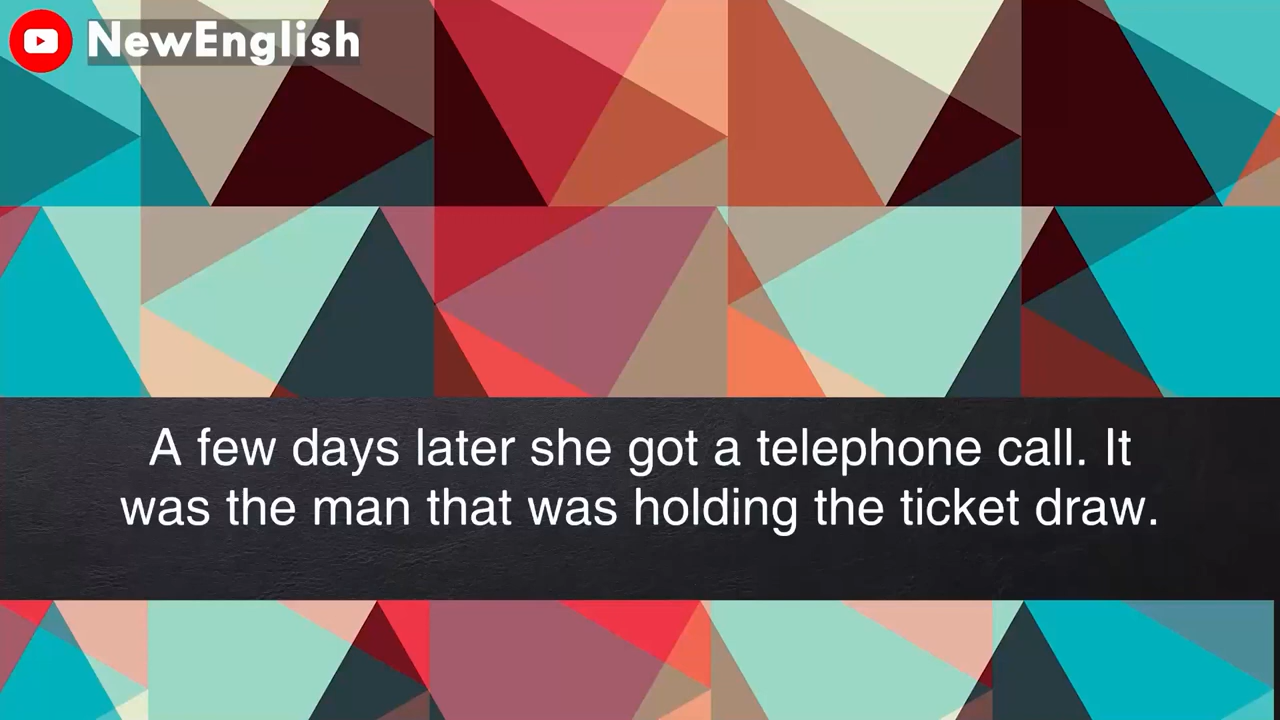 NewEnglish
A few days later she got a telephone call. It
was the man that was holding the ticket draw.